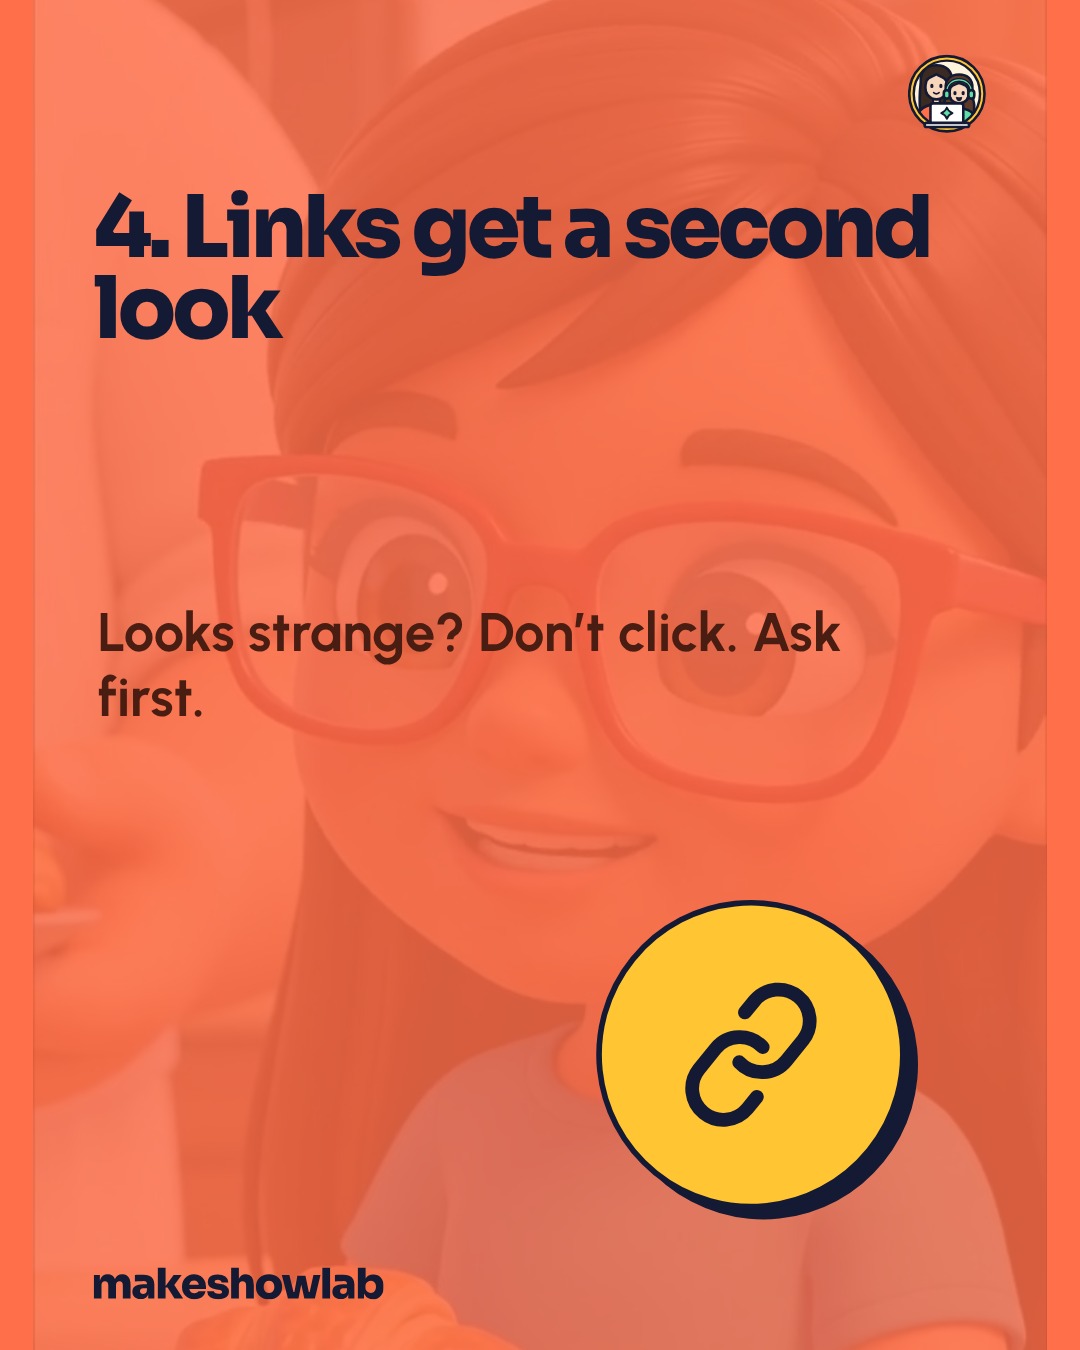 4. Links get a second
look
Looks strange? Don’t click. Ask
first.
makeshowlab